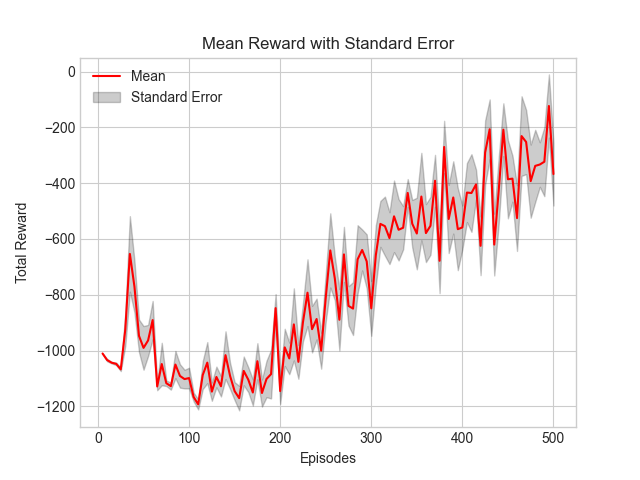 Mean Reward with Standard Error
Mean
Standard Error
Total Reward
0
−200
−400
−600
−800
−1000
−1200
0
100
200
300
400
500
Episodes